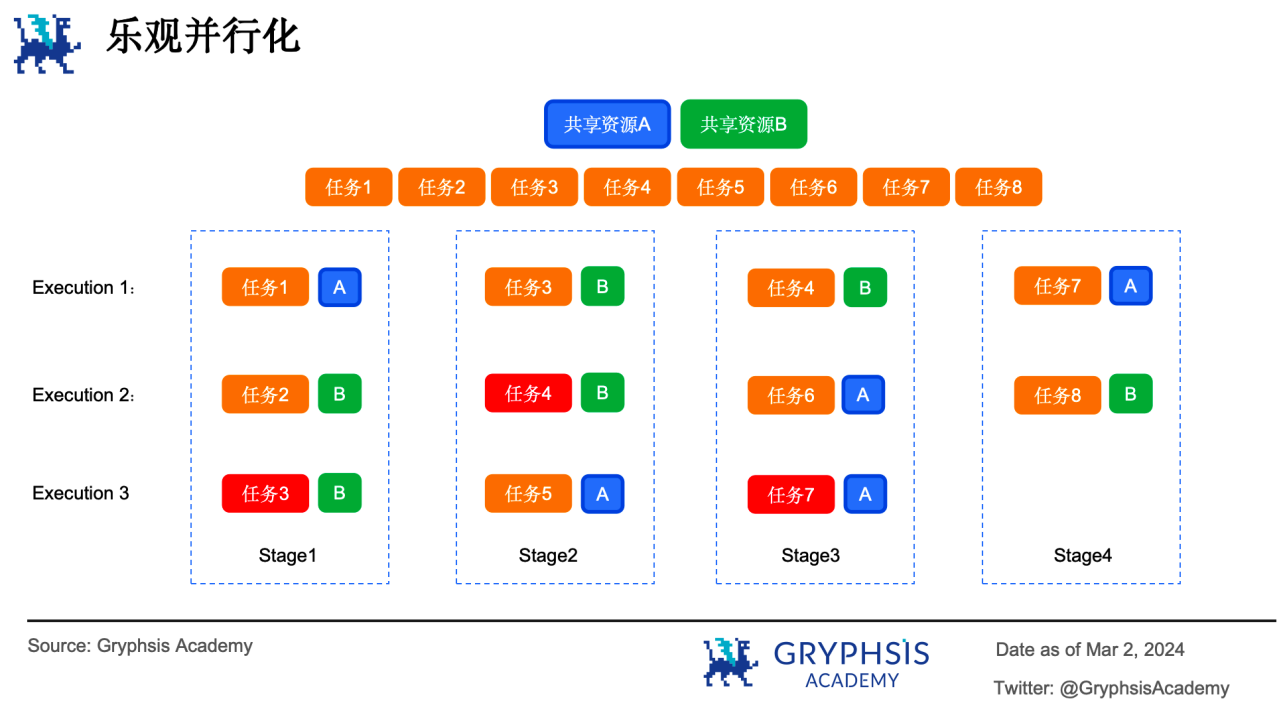 乐观并行化
共享资源A 共享资源B
任务1 任务2 任务3 任务4 任务5 任务6 任务7 任务8
Execution 1: 任务1 A 任务3 B 任务4 B 任务7 A
Execution 2: 任务2 B 任务4 B 任务6 A 任务8 B
Execution 3 任务3 B 任务5 A 任务7 A
Stage1 Stage2 Stage3 Stage4
Source: Gryphsis Academy
GRYPHSIS
ACADEMY
Date as of Mar 2, 2024
Twitter: @GryphsisAcademy